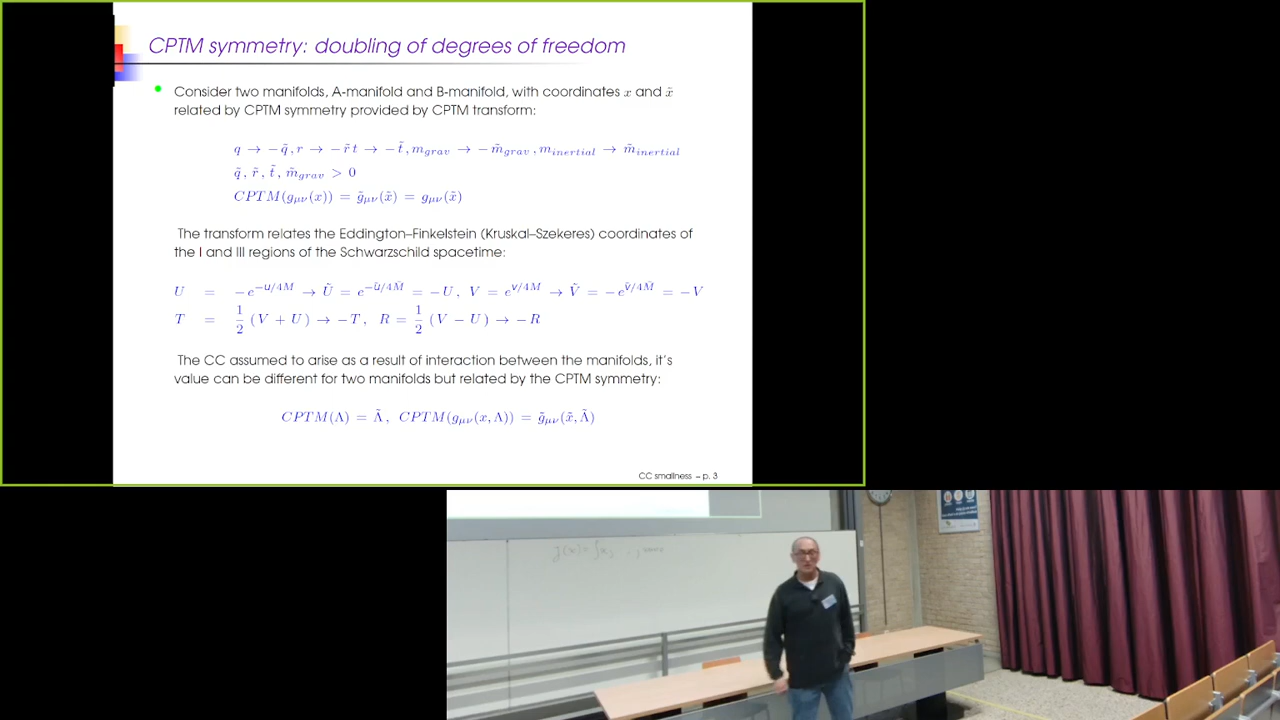 CPTM symmetry: doubling of degrees of freedom
Consider two manifolds, A-manifold and B-manifold, with coordinates x and x̃
related by CPTM symmetry provided by CPTM transform:
q → −q̃, r → −r̃ t → −t̃, m_grav → −m̃_grav, m_inertial → m̃_inertial
q̃, r̃, t̃, m̃_grav > 0
CPTM(g_μν(x)) = g̃_μν(x̃) = g_μν(x̃)
The transform relates the Eddington–Finkelstein (Kruskal–Szekeres) coordinates of
the I and III regions of the Schwarzschild spacetime:
U = −e^{−u/4M} → Ũ = e^{−ũ/4M̃} = −U, V = e^{v/4M} → Ṽ = −e^{ṽ/4M̃} = −V
T = 1/2 (V + U) → −T, R = 1/2 (V − U) → −R
The CC assumed to arise as a result of interaction between the manifolds, it's
value can be different for two manifolds but related by the CPTM symmetry:
CPTM(Λ) = Λ̃, CPTM(g_μν(x, Λ)) = g̃_μν(x̃, Λ̃)
CC smallness – p. 3